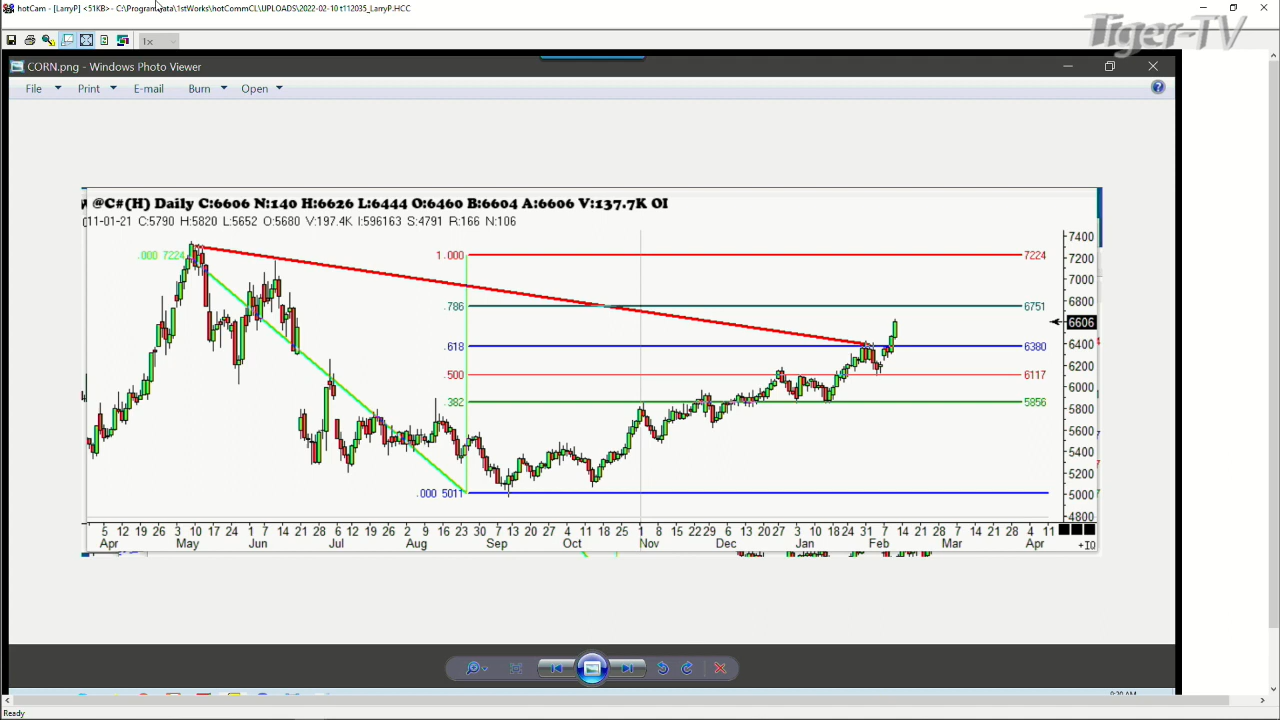 hotCam - [LarryP] <51KB>- C:\ProgramData\1stWorks\hotCommCL\UPLOADS\2022-02-10 t112035_LarryP.HCC
Tiger-TV
1x
CORN.png - Windows Photo Viewer
File Print E-mail Burn Open
@C#(H) Daily C:6606 N:140 H:6626 L:6444 O:6460 B:6604 A:6606 V:137.7K OI
11-01-21 C:5790 H:5820 L:5652 O:5680 V:197.4K I:596163 S:4791 R:166 N:106
7400
.000 7224 1.000 7224 7200
7000
.786 6751 6800
6606
.618 6380 6400
.500 6117 6200
6000
.382 5856 5800
5600
5400
5200
.000 5011 5000
4800
5 12 19 26 3 10 17 24 1 7 14 21 28 6 12 19 26 2 9 16 23 30 7 13 20 27 4 11 18 25 1 8 15 22 29 6 13 20 27 3 10 18 24 31 7 14 21 28 7 14 21 28 4 11
Apr May Jun Jul Aug Sep Oct Nov Dec Jan Feb Mar Apr
Ready